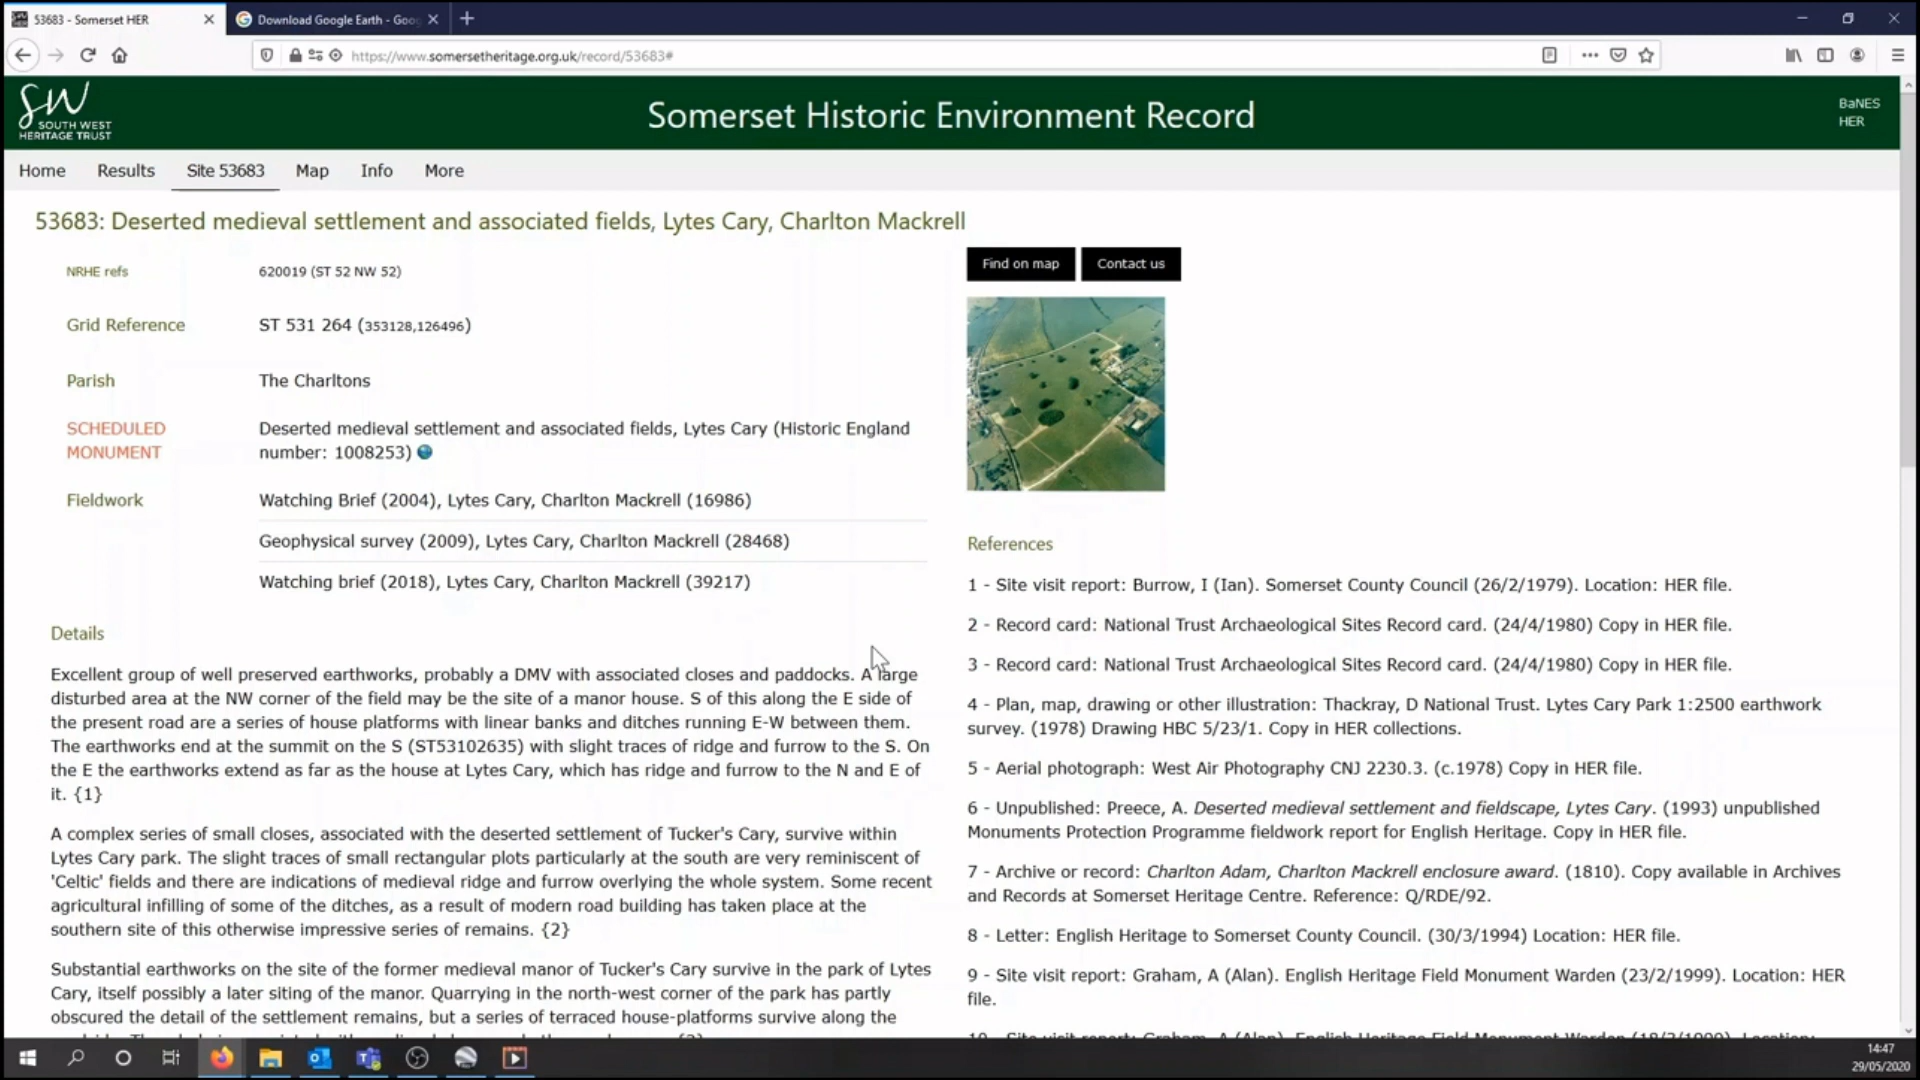 53683 - Somerset HER
Download Google Earth - Goo
https://www.somersetheritage.org.uk/record/53683#
SW
SOUTH WEST
HERITAGE TRUST
Somerset Historic Environment Record
BaNES
HER
Home Results Site 53683 Map Info More
53683: Deserted medieval settlement and associated fields, Lytes Cary, Charlton Mackrell
NRHE refs 620019 (ST 52 NW 52)
Grid Reference ST 531 264 (353128,126496)
Parish The Charltons
SCHEDULED
MONUMENT
Deserted medieval settlement and associated fields, Lytes Cary (Historic England
number: 1008253)
Fieldwork Watching Brief (2004), Lytes Cary, Charlton Mackrell (16986)
Geophysical survey (2009), Lytes Cary, Charlton Mackrell (28468)
Watching brief (2018), Lytes Cary, Charlton Mackrell (39217)
Details
Excellent group of well preserved earthworks, probably a DMV with associated closes and paddocks. A large
disturbed area at the NW corner of the field may be the site of a manor house. S of this along the E side of
the present road are a series of house platforms with linear banks and ditches running E-W between them.
The earthworks end at the summit on the S (ST53102635) with slight traces of ridge and furrow to the S. On
the E the earthworks extend as far as the house at Lytes Cary, which has ridge and furrow to the N and E of
it. {1}
A complex series of small closes, associated with the deserted settlement of Tucker's Cary, survive within
Lytes Cary park. The slight traces of small rectangular plots particularly at the south are very reminiscent of
'Celtic' fields and there are indications of medieval ridge and furrow overlying the whole system. Some recent
agricultural infilling of some of the ditches, as a result of modern road building has taken place at the
southern site of this otherwise impressive series of remains. {2}
Substantial earthworks on the site of the former medieval manor of Tucker's Cary survive in the park of Lytes
Cary, itself possibly a later siting of the manor. Quarrying in the north-west corner of the park has partly
obscured the detail of the settlement remains, but a series of terraced house-platforms survive along the
Find on map Contact us
References
1 - Site visit report: Burrow, I (Ian). Somerset County Council (26/2/1979). Location: HER file.
2 - Record card: National Trust Archaeological Sites Record card. (24/4/1980) Copy in HER file.
3 - Record card: National Trust Archaeological Sites Record card. (24/4/1980) Copy in HER file.
4 - Plan, map, drawing or other illustration: Thackray, D National Trust. Lytes Cary Park 1:2500 earthwork
survey. (1978) Drawing HBC 5/23/1. Copy in HER collections.
5 - Aerial photograph: West Air Photography CNJ 2230.3. (c.1978) Copy in HER file.
6 - Unpublished: Preece, A. Deserted medieval settlement and fieldscape, Lytes Cary. (1993) unpublished
Monuments Protection Programme fieldwork report for English Heritage. Copy in HER file.
7 - Archive or record: Charlton Adam, Charlton Mackrell enclosure award. (1810). Copy available in Archives
and Records at Somerset Heritage Centre. Reference: Q/RDE/92.
8 - Letter: English Heritage to Somerset County Council. (30/3/1994) Location: HER file.
9 - Site visit report: Graham, A (Alan). English Heritage Field Monument Warden (23/2/1999). Location: HER
file.
10 - Site visit report: Graham, A (Alan). English Heritage Field Monument Warden
14:47
29/05/2020